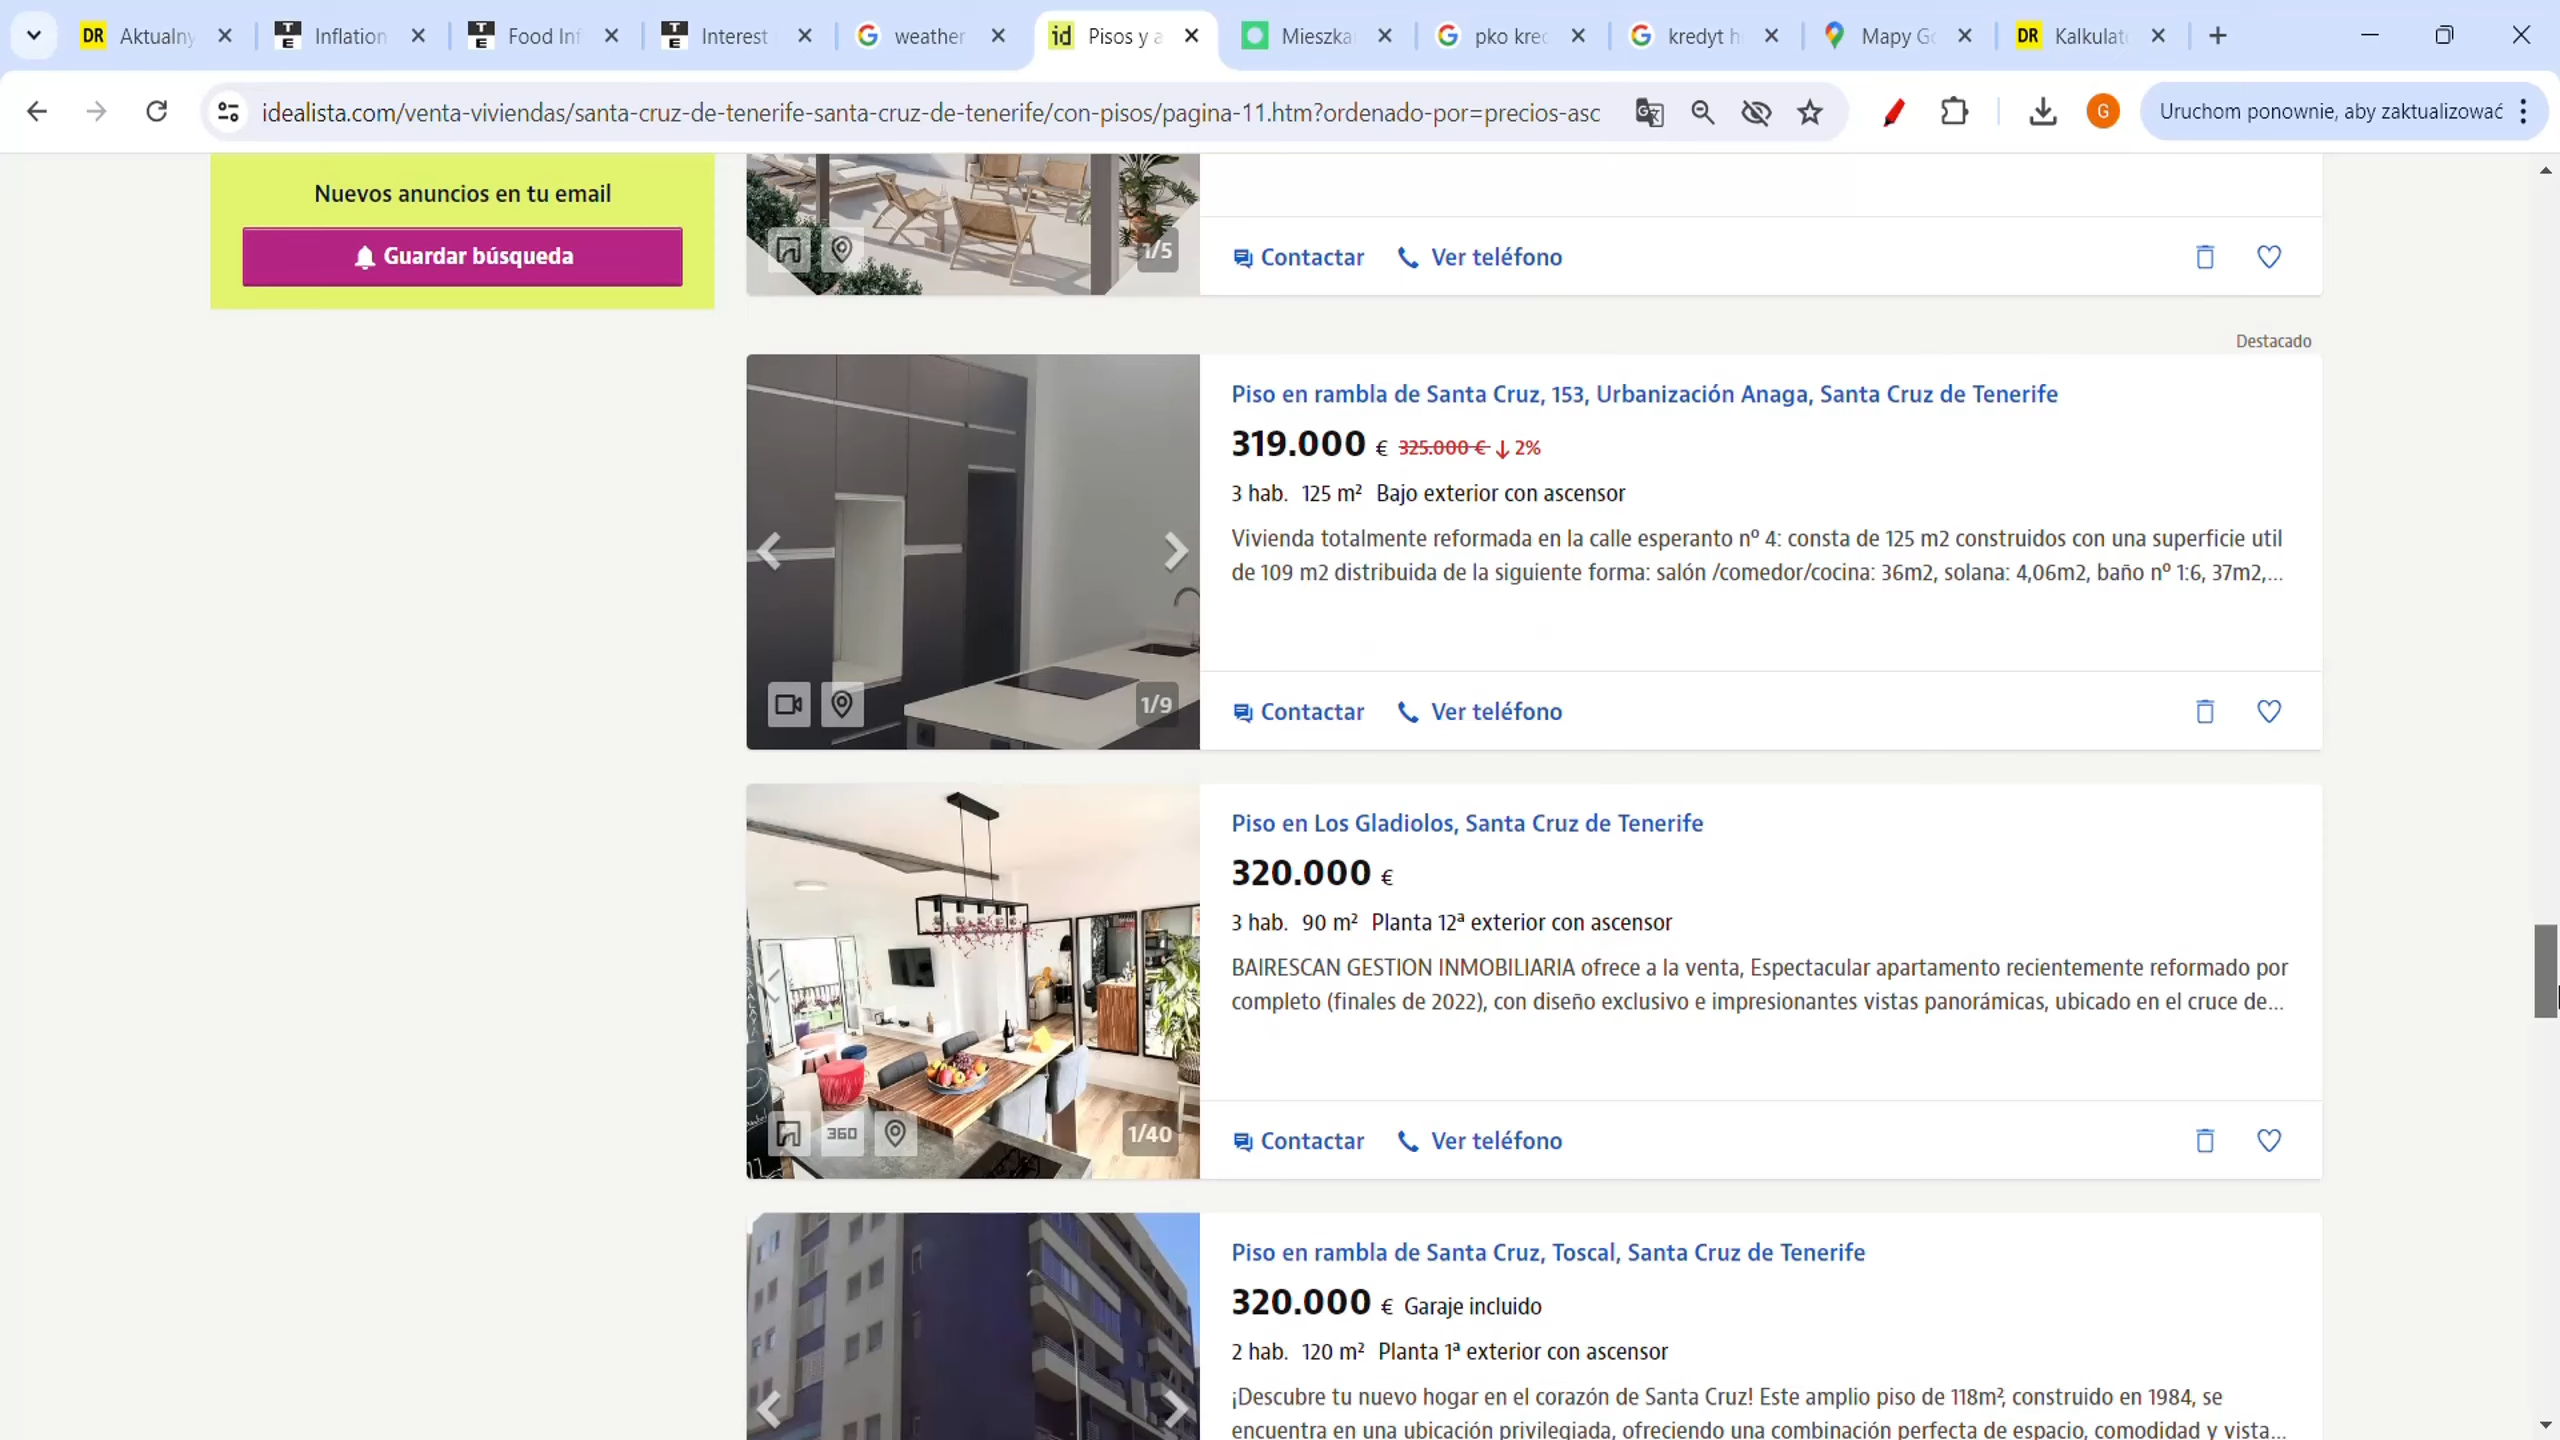 DR Aktualny
Inflation
Food Inf
Interest
weather
id Pisos y a
Mieszka
pko kred
kredyt h
Mapy Go
DR Kalkulat
idealista.com/venta-viviendas/santa-cruz-de-tenerife-santa-cruz-de-tenerife/con-pisos/pagina-11.htm?ordenado-por=precios-asc
G
Uruchom ponownie, aby zaktualizować
Nuevos anuncios en tu email
Guardar búsqueda
1/5
Contactar Ver teléfono
Destacado
Piso en rambla de Santa Cruz, 153, Urbanización Anaga, Santa Cruz de Tenerife
319.000 € 325.000 € ↓ 2%
3 hab. 125 m² Bajo exterior con ascensor
Vivienda totalmente reformada en la calle esperanto nº 4: consta de 125 m2 construidos con una superficie util
de 109 m2 distribuida de la siguiente forma: salón /comedor/cocina: 36m2, solana: 4,06m2, baño nº 1:6, 37m2,...
1/9
Contactar Ver teléfono
Piso en Los Gladiolos, Santa Cruz de Tenerife
320.000 €
3 hab. 90 m² Planta 12ª exterior con ascensor
BAIRESCAN GESTION INMOBILIARIA ofrece a la venta, Espectacular apartamento recientemente reformado por
completo (finales de 2022), con diseño exclusivo e impresionantes vistas panorámicas, ubicado en el cruce de...
360
1/40
Contactar Ver teléfono
Piso en rambla de Santa Cruz, Toscal, Santa Cruz de Tenerife
320.000 € Garaje incluido
2 hab. 120 m² Planta 1ª exterior con ascensor
¡Descubre tu nuevo hogar en el corazón de Santa Cruz! Este amplio piso de 118m², construido en 1984, se
encuentra en una ubicación privilegiada, ofreciendo una combinación perfecta de espacio, comodidad y vista...